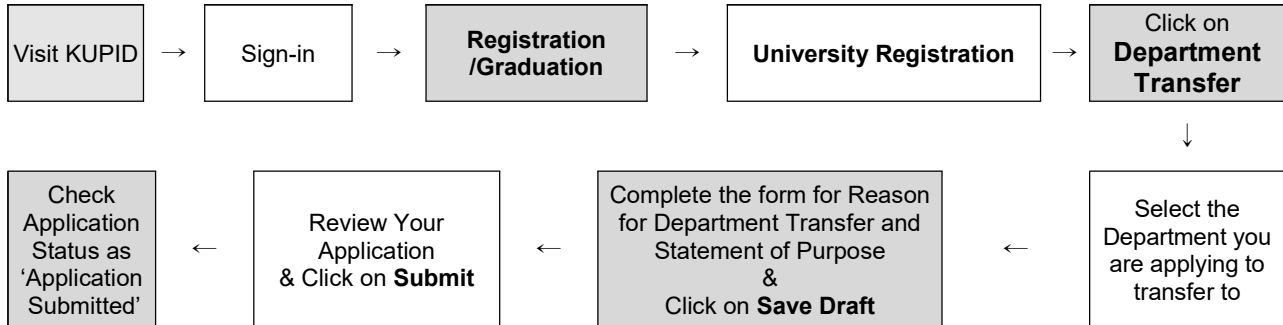 Visit KUPID
→
Sign-in
→
Registration
/Graduation
→
University Registration
→
Click on
Department
Transfer
↓
Select the
Department you
are applying to
transfer to
←
Complete the form for Reason
for Department Transfer and
Statement of Purpose
&
Click on Save Draft
←
Review Your
Application
& Click on Submit
←
Check
Application
Status as
‘Application
Submitted’